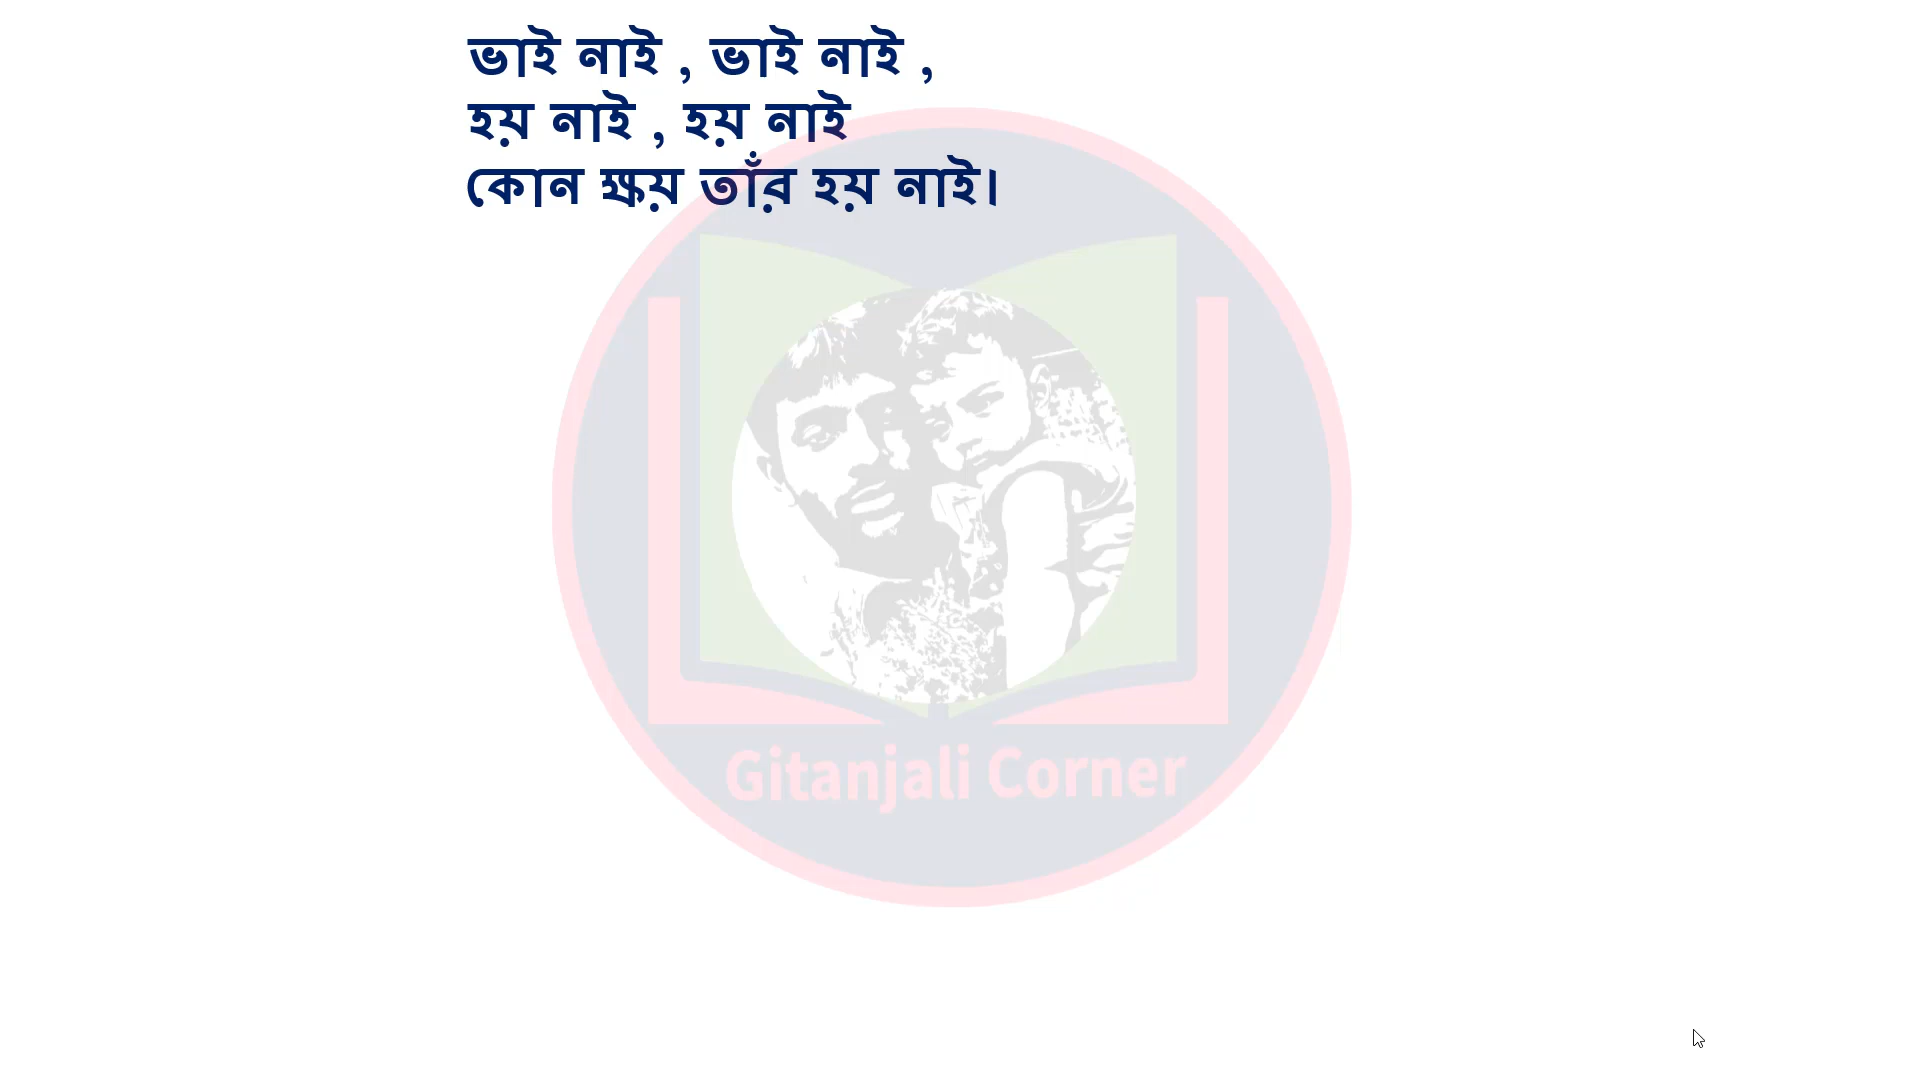 ভাই নাই , ভাই নাই ,
হয় নাই , হয় নাই
কোন ক্ষয় তাঁর হয় নাই।
Gitanjali Corner